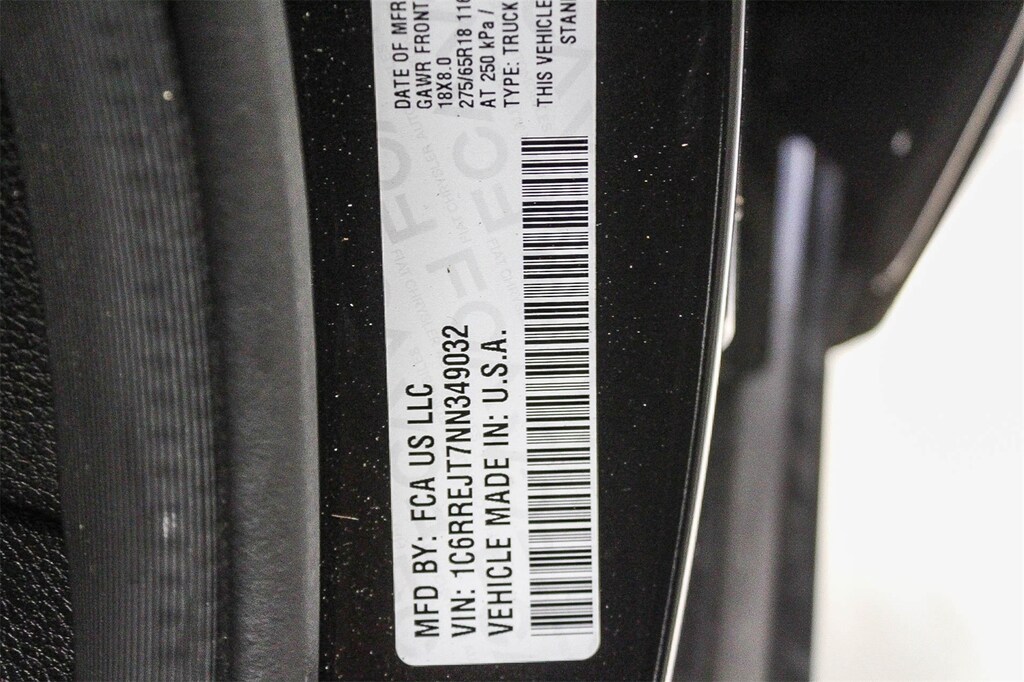 MFD BY: FCA US LLC
VIN: 1C6RREJT7NN349032
VEHICLE MADE IN: U.S.A.
DATE OF MFR
GAWR FRONT
18X8.0
275/65R18 116
AT 250 kPa /
TYPE: TRUCK
THIS VEHICLE
STAN